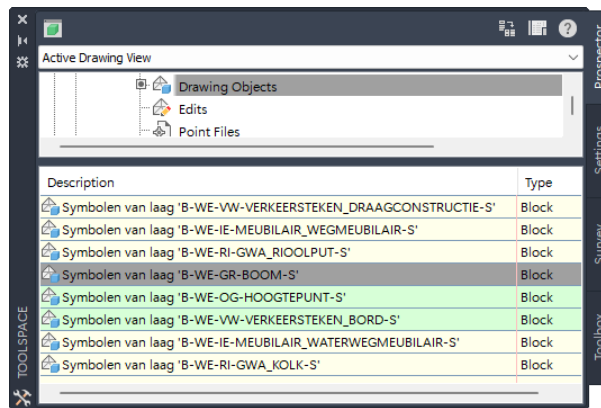 Active Drawing View
Drawing Objects
Edits
Point Files
Description Type
Symbolen van laag 'B-WE-VW-VERKEERSTEKEN_DRAAGCONSTRUCTIE-S' Block
Symbolen van laag 'B-WE-IE-MEUBILAIR_WEGMEUBILAIR-S' Block
Symbolen van laag 'B-WE-RI-GWA_RIOOLPUT-S' Block
Symbolen van laag 'B-WE-GR-BOOM-S' Block
Symbolen van laag 'B-WE-OG-HOOGTEPUNT-S' Block
Symbolen van laag 'B-WE-VW-VERKEERSTEKEN_BORD-S' Block
Symbolen van laag 'B-WE-IE-MEUBILAIR_WATERWEGMEUBILAIR-S' Block
Symbolen van laag 'B-WE-RI-GWA_KOLK-S' Block
TOOLSPACE
Prospector
Settings
Survey
Toolbox